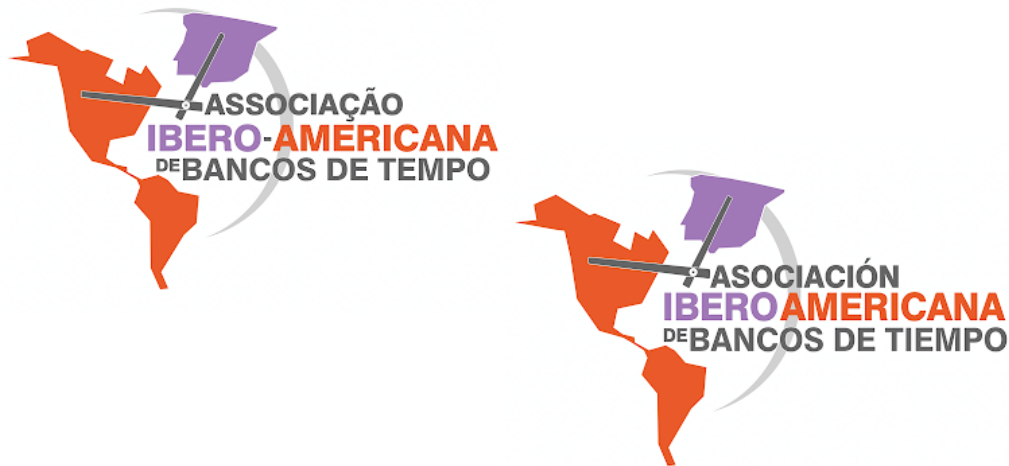 ASSOCIAÇÃO
IBERO-AMERICANA
DE BANCOS DE TEMPO
ASOCIACIÓN
IBEROAMERICANA
DE BANCOS DE TIEMPO